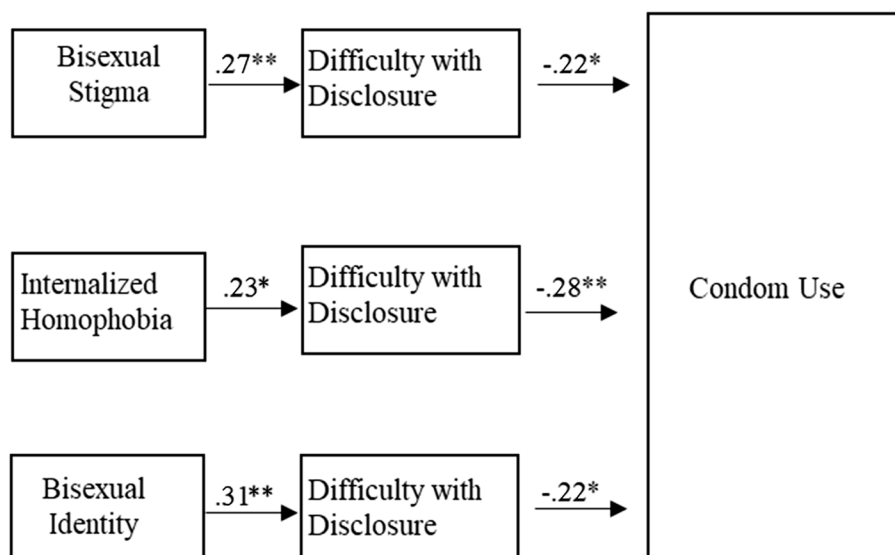 Bisexual
Stigma
.27**
Difficulty with
Disclosure
-.22*
Internalized
Homophobia
.23*
Difficulty with
Disclosure
-.28**
Condom Use
Bisexual
Identity
.31**
Difficulty with
Disclosure
-.22*